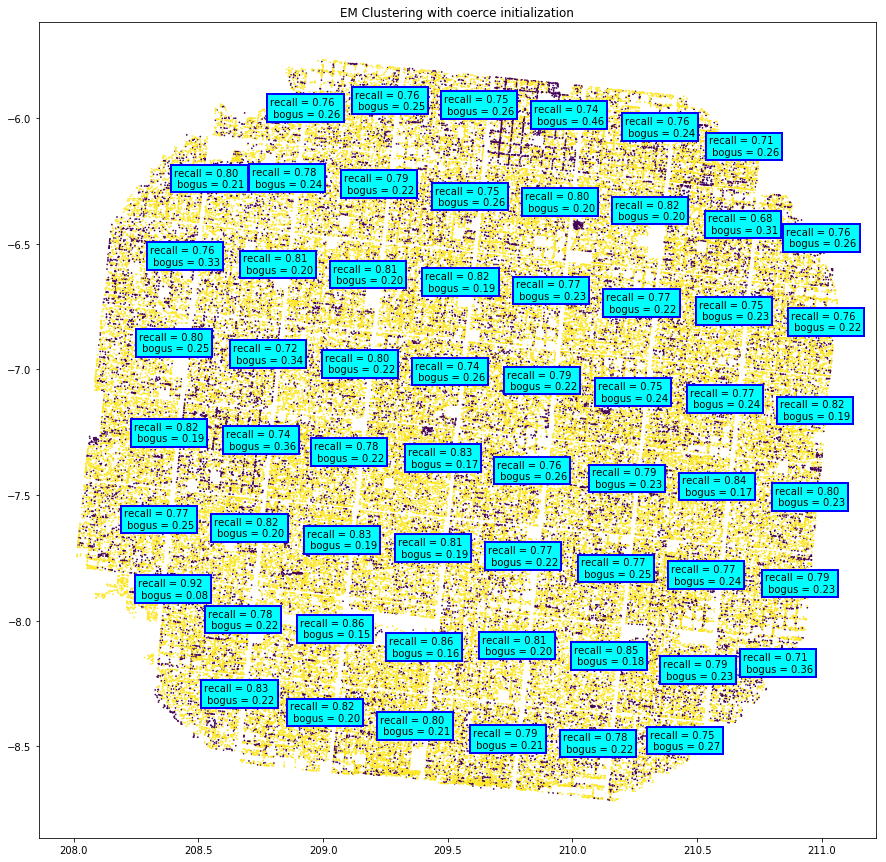 EM Clustering with coerce initialization
-6.0
-6.5
-7.0
-7.5
-8.0
-8.5
recall = 0.76
bogus = 0.26
recall = 0.76
bogus = 0.25
recall = 0.75
bogus = 0.26
recall = 0.74
bogus = 0.46
recall = 0.76
bogus = 0.24
recall = 0.71
bogus = 0.26
recall = 0.80
bogus = 0.21
recall = 0.78
bogus = 0.24
recall = 0.79
bogus = 0.22
recall = 0.75
bogus = 0.26
recall = 0.80
bogus = 0.20
recall = 0.82
bogus = 0.20
recall = 0.68
bogus = 0.31
recall = 0.76
bogus = 0.26
recall = 0.76
bogus = 0.33
recall = 0.81
bogus = 0.20
recall = 0.81
bogus = 0.20
recall = 0.82
bogus = 0.19
recall = 0.77
bogus = 0.23
recall = 0.77
bogus = 0.22
recall = 0.75
bogus = 0.23
recall = 0.76
bogus = 0.22
recall = 0.80
bogus = 0.25
recall = 0.72
bogus = 0.34
recall = 0.80
bogus = 0.22
recall = 0.74
bogus = 0.26
recall = 0.79
bogus = 0.22
recall = 0.75
bogus = 0.24
recall = 0.77
bogus = 0.24
recall = 0.82
bogus = 0.19
recall = 0.82
bogus = 0.19
recall = 0.74
bogus = 0.36
recall = 0.78
bogus = 0.22
recall = 0.83
bogus = 0.17
recall = 0.76
bogus = 0.26
recall = 0.79
bogus = 0.23
recall = 0.84
bogus = 0.17
recall = 0.80
bogus = 0.23
recall = 0.77
bogus = 0.25
recall = 0.82
bogus = 0.20
recall = 0.83
bogus = 0.19
recall = 0.81
bogus = 0.19
recall = 0.77
bogus = 0.22
recall = 0.77
bogus = 0.25
recall = 0.77
bogus = 0.24
recall = 0.79
bogus = 0.23
recall = 0.92
bogus = 0.08
recall = 0.78
bogus = 0.22
recall = 0.86
bogus = 0.15
recall = 0.86
bogus = 0.16
recall = 0.81
bogus = 0.20
recall = 0.85
bogus = 0.18
recall = 0.79
bogus = 0.23
recall = 0.71
bogus = 0.36
recall = 0.83
bogus = 0.22
recall = 0.82
bogus = 0.20
recall = 0.80
bogus = 0.21
recall = 0.79
bogus = 0.21
recall = 0.78
bogus = 0.22
recall = 0.75
bogus = 0.27
208.0 208.5 209.0 209.5 210.0 210.5 211.0